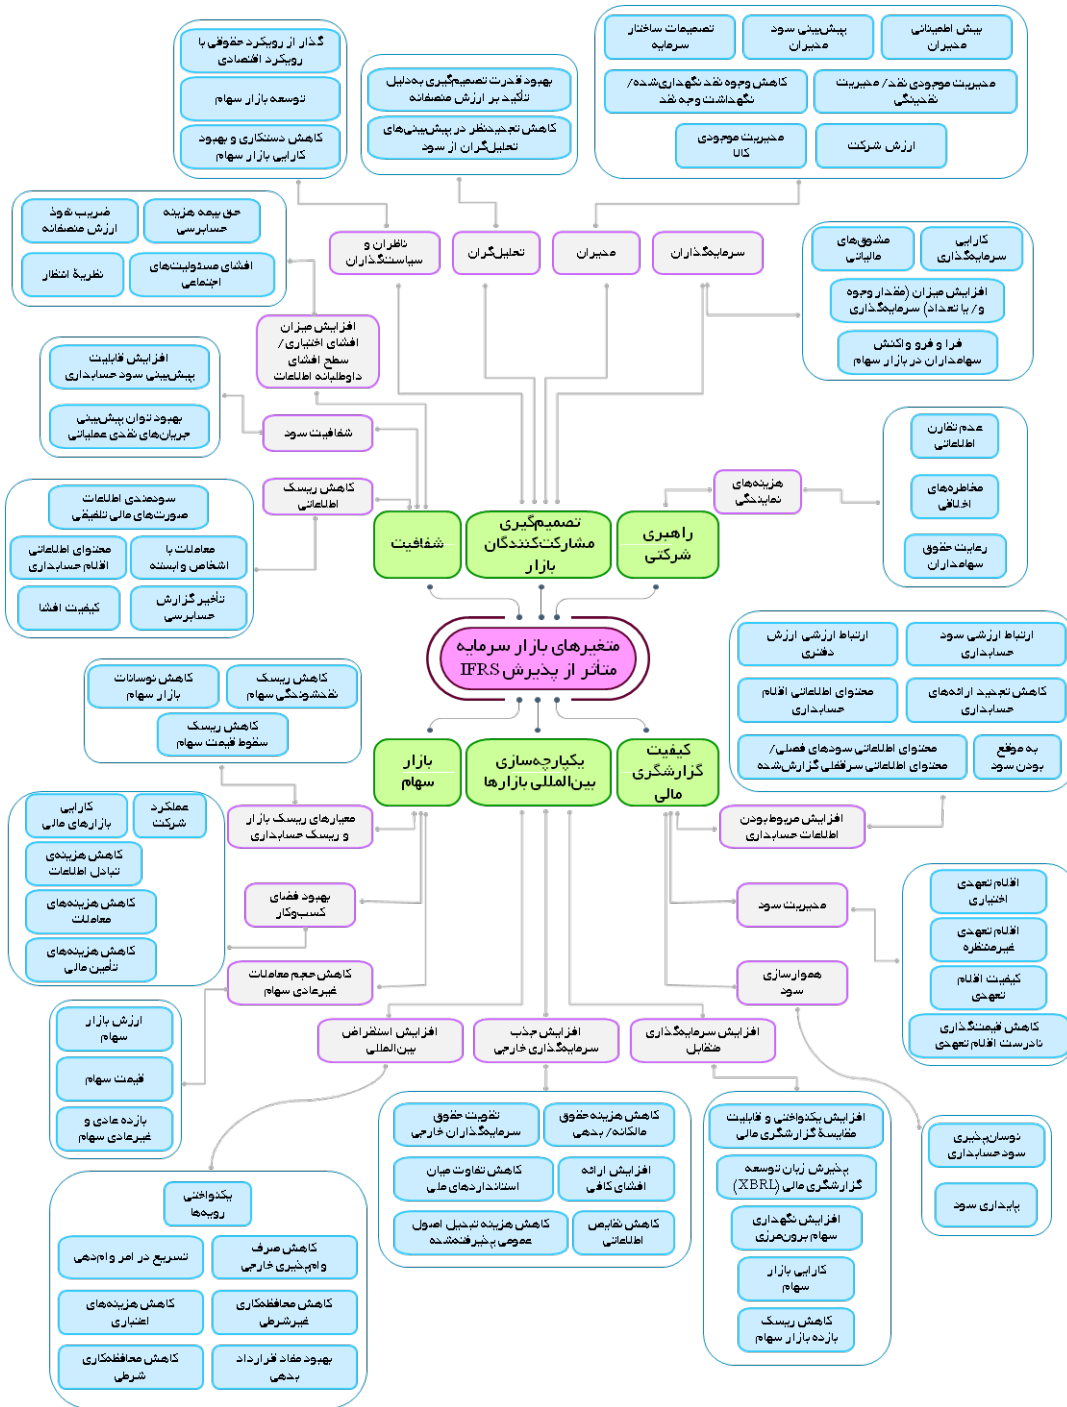 گذار از رویکرد حقوقی با
رویکرد اقتصادی
توسعه بازار سهام
کاهش دستکاری و بهبود
کارایی بازار سهام
بهبود قدرت تصمیم‌گیری به‌دلیل
تأکید بر ارزش منصفانه
کاهش تجدیدنظر در پیش‌بینی‌های
تحلیل‌گران از سود
بیش اطمینانی
مدیران
پیش‌بینی سود
مدیران
تصمیمات ساختار
سرمایه
مدیریت موجودی نقد/ مدیریت
نقدینگی
کاهش وجوه نقد نگهداری‌شده/
نگهداشت وجه نقد
ارزش شرکت
مدیریت موجودی
کالا
سرمایه‌گذاران
مدیران
تحلیل‌گران
ناظران و
سیاست‌گذاران
حق بیمه هزینه
حسابرسی
ضریب نفوذ
ارزش منصفانه
افشای مسئولیت‌های
اجتماعی
نظریۀ انتظار
کارایی
سرمایه‌گذاری
مشوق‌های
مالیاتی
افزایش میزان (مقدار وجوه
و/ یا تعداد) سرمایه‌گذاری
فرا و فرو واکنش
سهامداران در بازار سهام
افزایش میزان
افشای اختیاری/
سطح افشای
داوطلبانه اطلاعات
افزایش قابلیت
پیش‌بینی سود حسابداری
بهبود توان پیش‌بینی
جریان‌های نقدی عملیاتی
شفافیت سود
کاهش ریسک
اطلاعاتی
سودمندی اطلاعات
صورت‌های مالی تلفیقی
معاملات با
اشخاص وابسته
محتوای اطلاعاتی
اقلام حسابداری
تأخیر گزارش
حسابرسی
کیفیت افشا
هزینه‌های
نمایندگی
عدم تقارن
اطلاعاتی
مخاطره‌های
اخلاقی
رعایت حقوق
سهامداران
راهبری
شرکتی
تصمیم‌گیری
مشارکت‌کنندگان
بازار
شفافیت
متغیرهای بازار سرمایه
متأثر از پذیرش IFRS
کیفیت
گزارشگری
مالی
یکپارچه‌سازی
بین‌المللی بازارها
بازار
سهام
ارتباط ارزشی سود
حسابداری
ارتباط ارزشی ارزش
دفتری
کاهش تجدید ارائه‌های
حسابداری
محتوای اطلاعاتی اقلام
حسابداری
به موقع
بودن سود
محتوای اطلاعاتی سودهای فصلی/
محتوای اطلاعاتی سرقفلی گزارش‌شده
کاهش ریسک
نقدشوندگی سهام
کاهش نوسانات
بازار سهام
کاهش ریسک
سقوط قیمت سهام
معیارهای ریسک بازار
و ریسک حسابداری
عملکرد
شرکت
کارایی
بازارهای مالی
کاهش هزینه‌ی
تبادل اطلاعات
کاهش هزینه‌های
معاملات
کاهش هزینه‌های
تأمین مالی
بهبود فضای
کسب‌وکار
کاهش حجم معاملات
غیرعادی سهام
ارزش بازار
سهام
قیمت سهام
بازده عادی و
غیرعادی سهام
افزایش مربوط‌بودن
اطلاعات حسابداری
مدیریت سود
هموارسازی
سود
اقلام تعهدی
اختیاری
اقلام تعهدی
غیرمنتظره
کیفیت اقلام
تعهدی
کاهش قیمت‌گذاری
نادرست اقلام تعهدی
نوسان‌پذیری
سود حسابداری
پایداری سود
افزایش سرمایه‌گذاری
متقابل
افزایش جذب
سرمایه‌گذاری خارجی
افزایش استقراض
بین‌المللی
افزایش یکنواختی و قابلیت
مقایسۀ گزارشگری مالی
پذیرش زبان توسعه
گزارشگری مالی (XBRL)
افزایش نگهداری
سهام برون‌مرزی
کارایی بازار
سهام
کاهش ریسک
بازده بازار سهام
کاهش هزینه حقوق
مالکانه/ بدهی
تقویت حقوق
سرمایه‌گذاران خارجی
افزایش ارائه
افشای کافی
کاهش تفاوت میان
استانداردهای ملی
کاهش نقایص
اطلاعاتی
کاهش هزینه تبدیل اصول
عمومی پذیرفته‌شده
یکنواختی
رویه‌ها
کاهش صرف
وام‌پذیری خارجی
تسریع در امر وام‌دهی
کاهش محافظه‌کاری
غیرشرطی
کاهش هزینه‌های
اعتباری
بهبود مفاد قرارداد
بدهی
کاهش محافظه‌کاری
شرطی